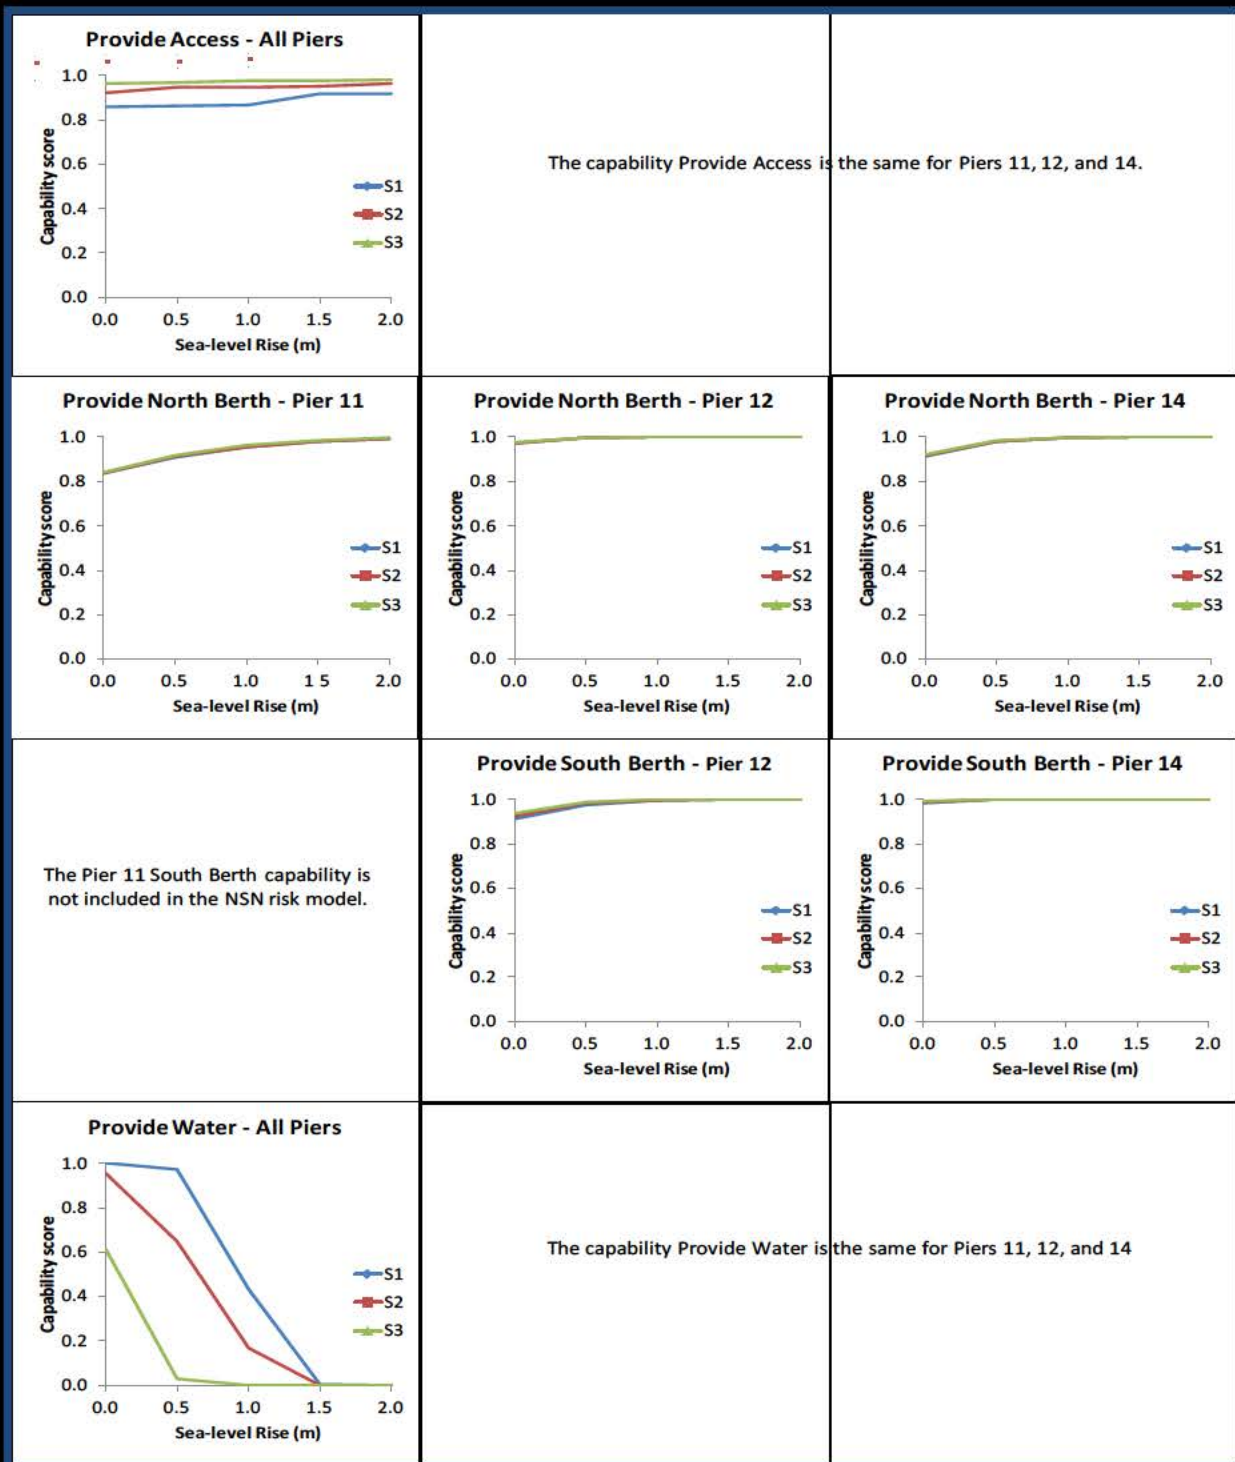 Provide Access - All Piers
1.0
0.8
0.6
0.4
0.2
0.0
Capability score
S1
S2
S3
0.0 0.5 1.0 1.5 2.0
Sea-level Rise (m)
The capability Provide Access is the same for Piers 11, 12, and 14.
Provide North Berth - Pier 11
1.0
0.8
0.6
0.4
0.2
0.0
Capability score
S1
S2
S3
0.0 0.5 1.0 1 5 2.0
Sea-level Rise (m)
Provide North Berth - Pier 12
1.0
0.8
0.6
0.4
0.2
0.0
Capability score
S1
S2
S3
0.0 0.5 1.0 1.5 2.0
Sea-level Rise (m)
Provide North Berth - Pier 14
1.0
0.8
0.6
0.4
0.2
0.0
Capability score
S1
S2
S3
0.0 0.5 1.0 1.5 2.0
Sea-level Rise (m)
The Pier 11 South Berth capability is
not included in the NSN risk model.
Provide South Berth - Pier 12
1.0
0.8
0.6
0.4
0.2
0.0
Capability score
S1
S2
S3
0.0 0.5 1.0 1.5 2.0
Sea-level Rise (m)
Provide South Berth - Pier 14
1.0
0.8
0.6
0.4
0.2
0.0
Capability score
S1
S2
S3
0.0 0.5 1.0 1.5 2.0
Sea-level Rise (m)
Provide Water - All Piers
1.0
0.8
0.6
0.4
0.2
0.0
Capability score
S1
S2
S3
0.0 0.5 1.0 1.5 2.0
Sea-level Rise (m)
The capability Provide Water is the same for Piers 11, 12, and 14